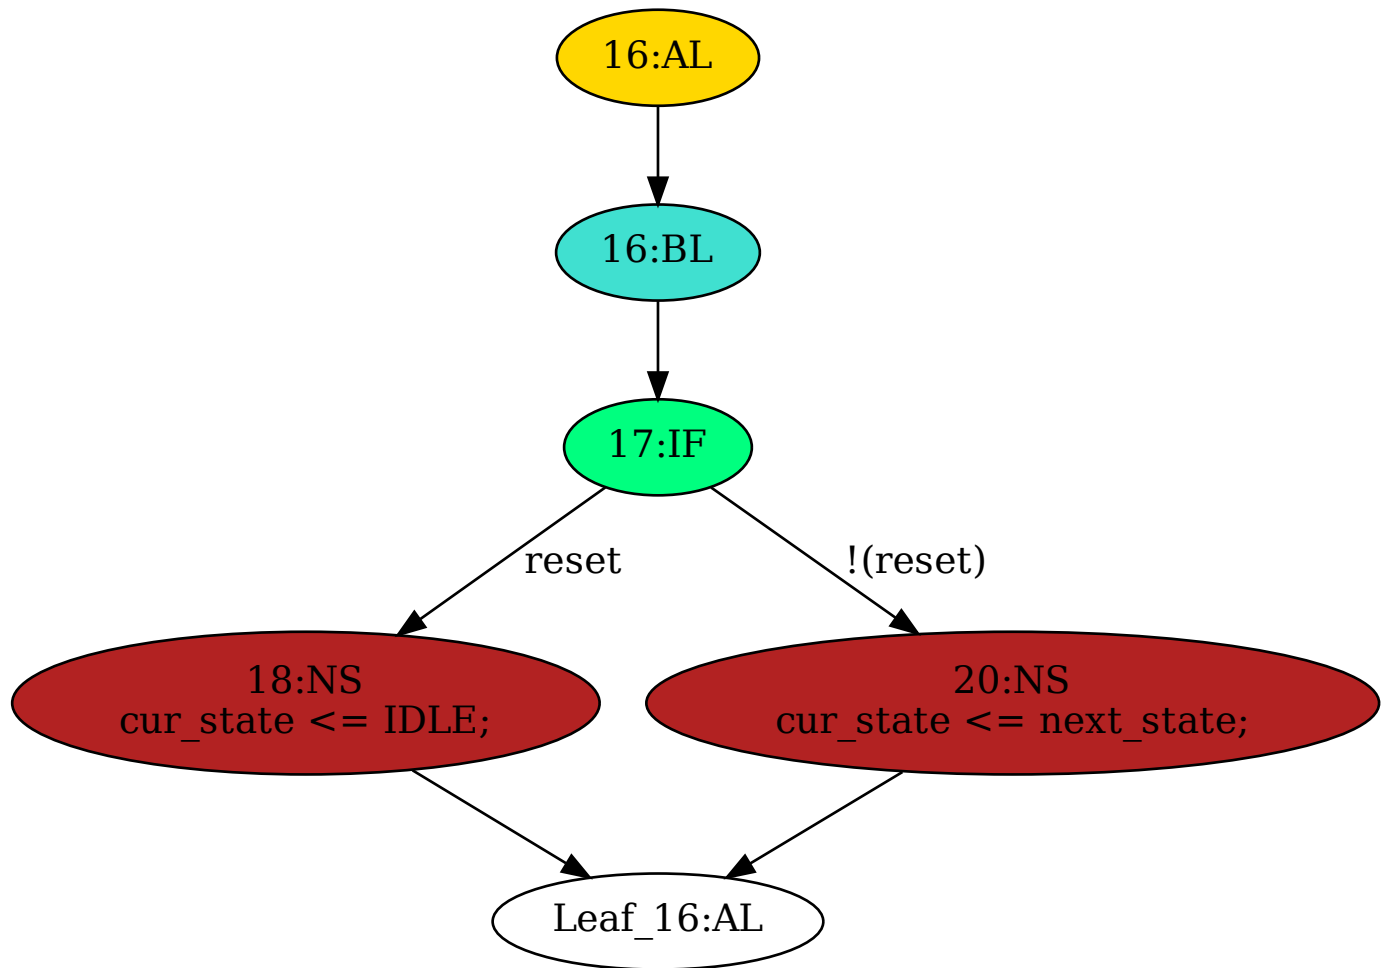 16:AL
16:BL
17:IF
reset
!(reset)
18:NS
cur_state <= IDLE;
20:NS
cur_state <= next_state;
Leaf_16:AL